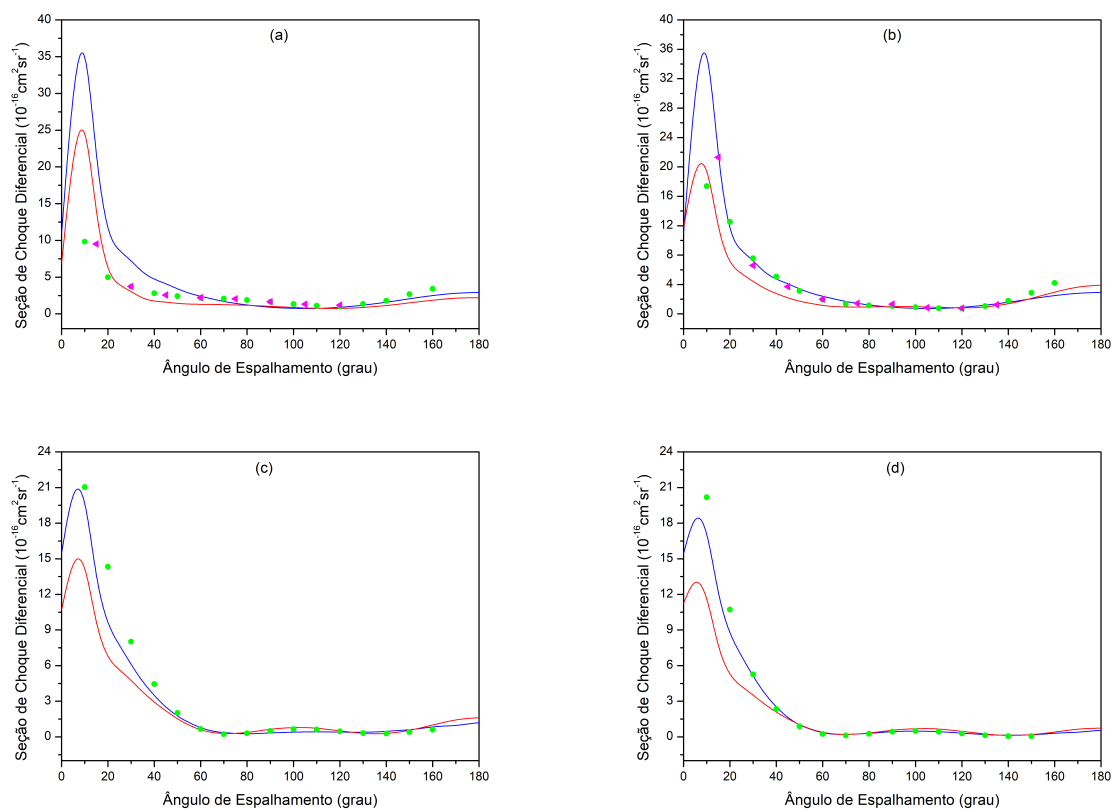 (a)
Seção de Choque Diferencial (10⁻¹⁶cm²sr⁻¹)
40
35
30
25
20
15
10
5
0
0 20 40 60 80 100 120 140 160 180
Ângulo de Espalhamento (grau)
(b)
Seção de Choque Diferencial (10⁻¹⁶cm²sr⁻¹)
40
36
32
28
24
20
16
12
8
4
0
0 20 40 60 80 100 120 140 160 180
Ângulo de Espalhamento (grau)
(c)
Seção de Choque Diferencial (10⁻¹⁶cm²sr⁻¹)
24
21
18
15
12
9
6
3
0
0 20 40 60 80 100 120 140 160 180
Ângulo de Espalhamento (grau)
(d)
Seção de Choque Diferencial (10⁻¹⁶cm²sr⁻¹)
24
21
18
15
12
9
6
3
0
0 20 40 60 80 100 120 140 160 180
Ângulo de Espalhamento (grau)